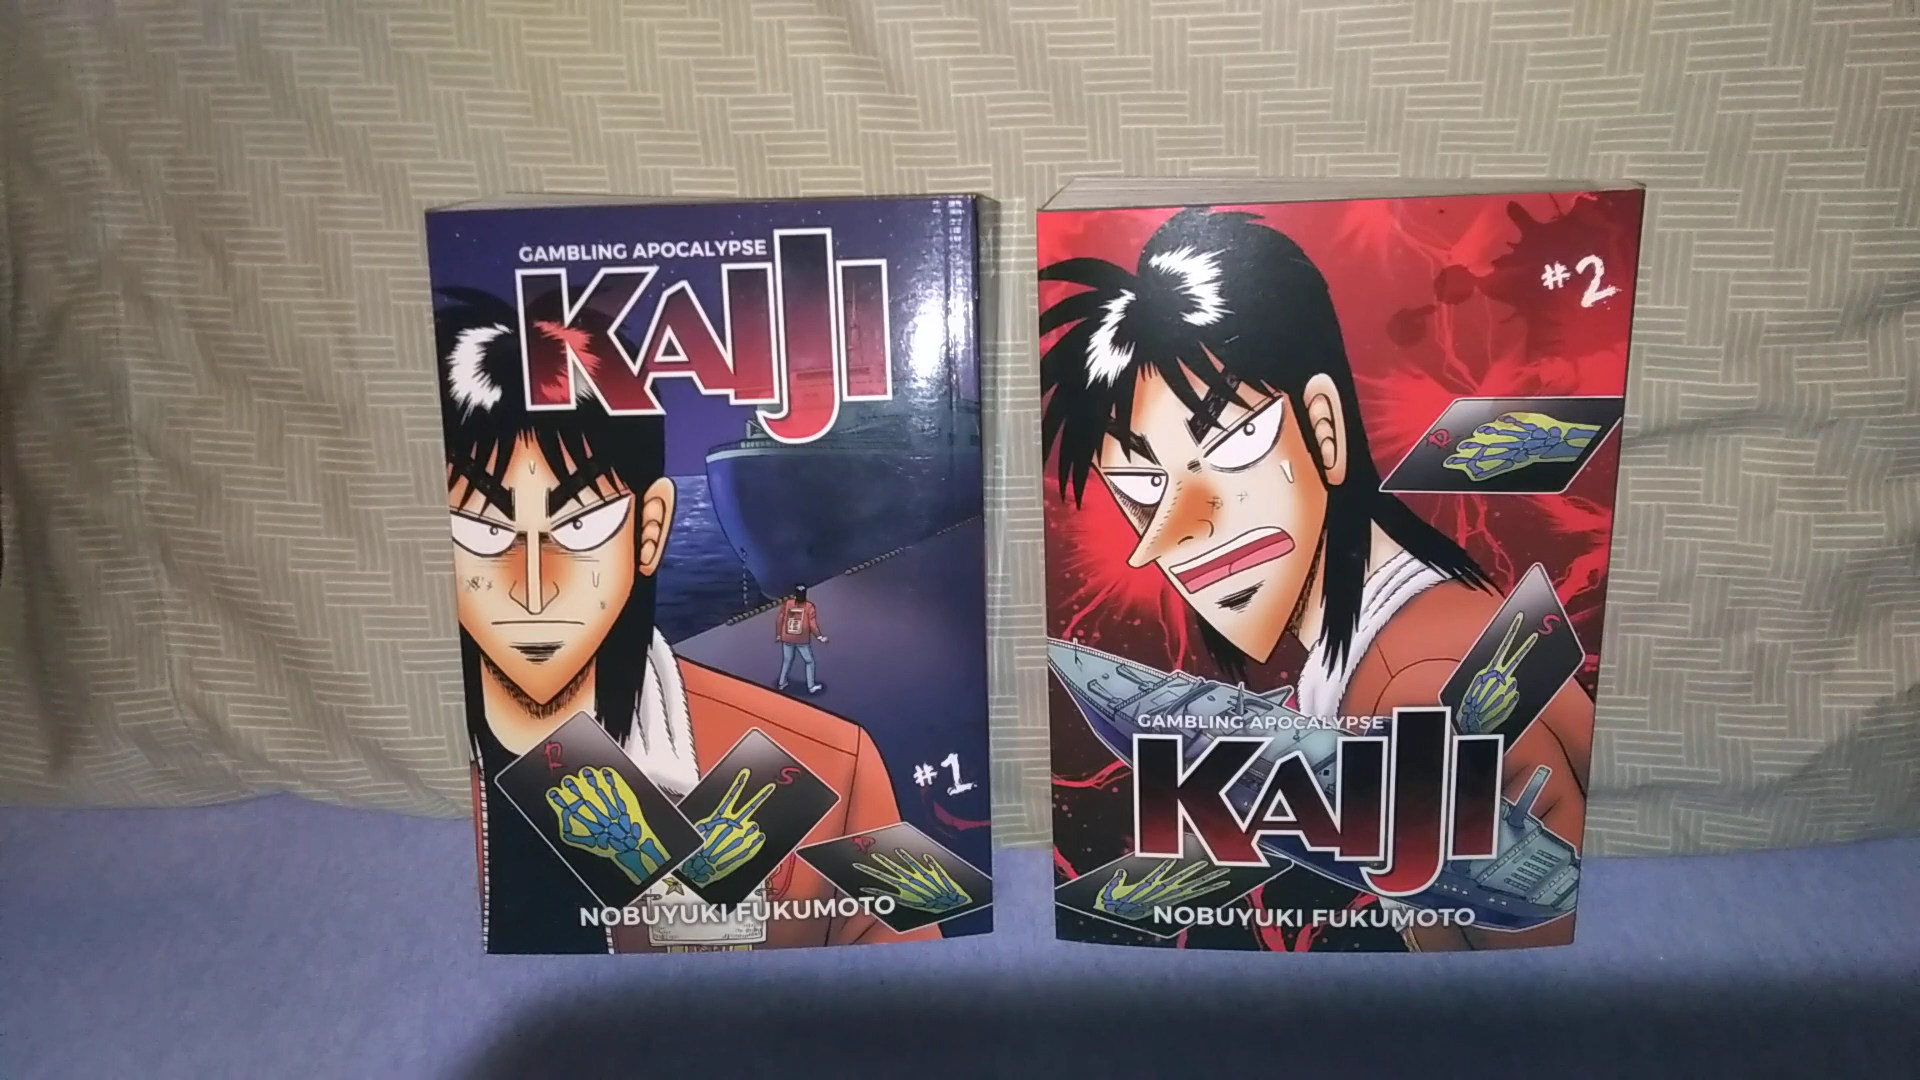 GAMBLING APOCALYPSE
KAIJI
R
S
P
#1
NOBUYUKI FUKUMOTO
#2
R
S
GAMBLING APOCALYPSE
KAIJI
NOBUYUKI FUKUMOTO